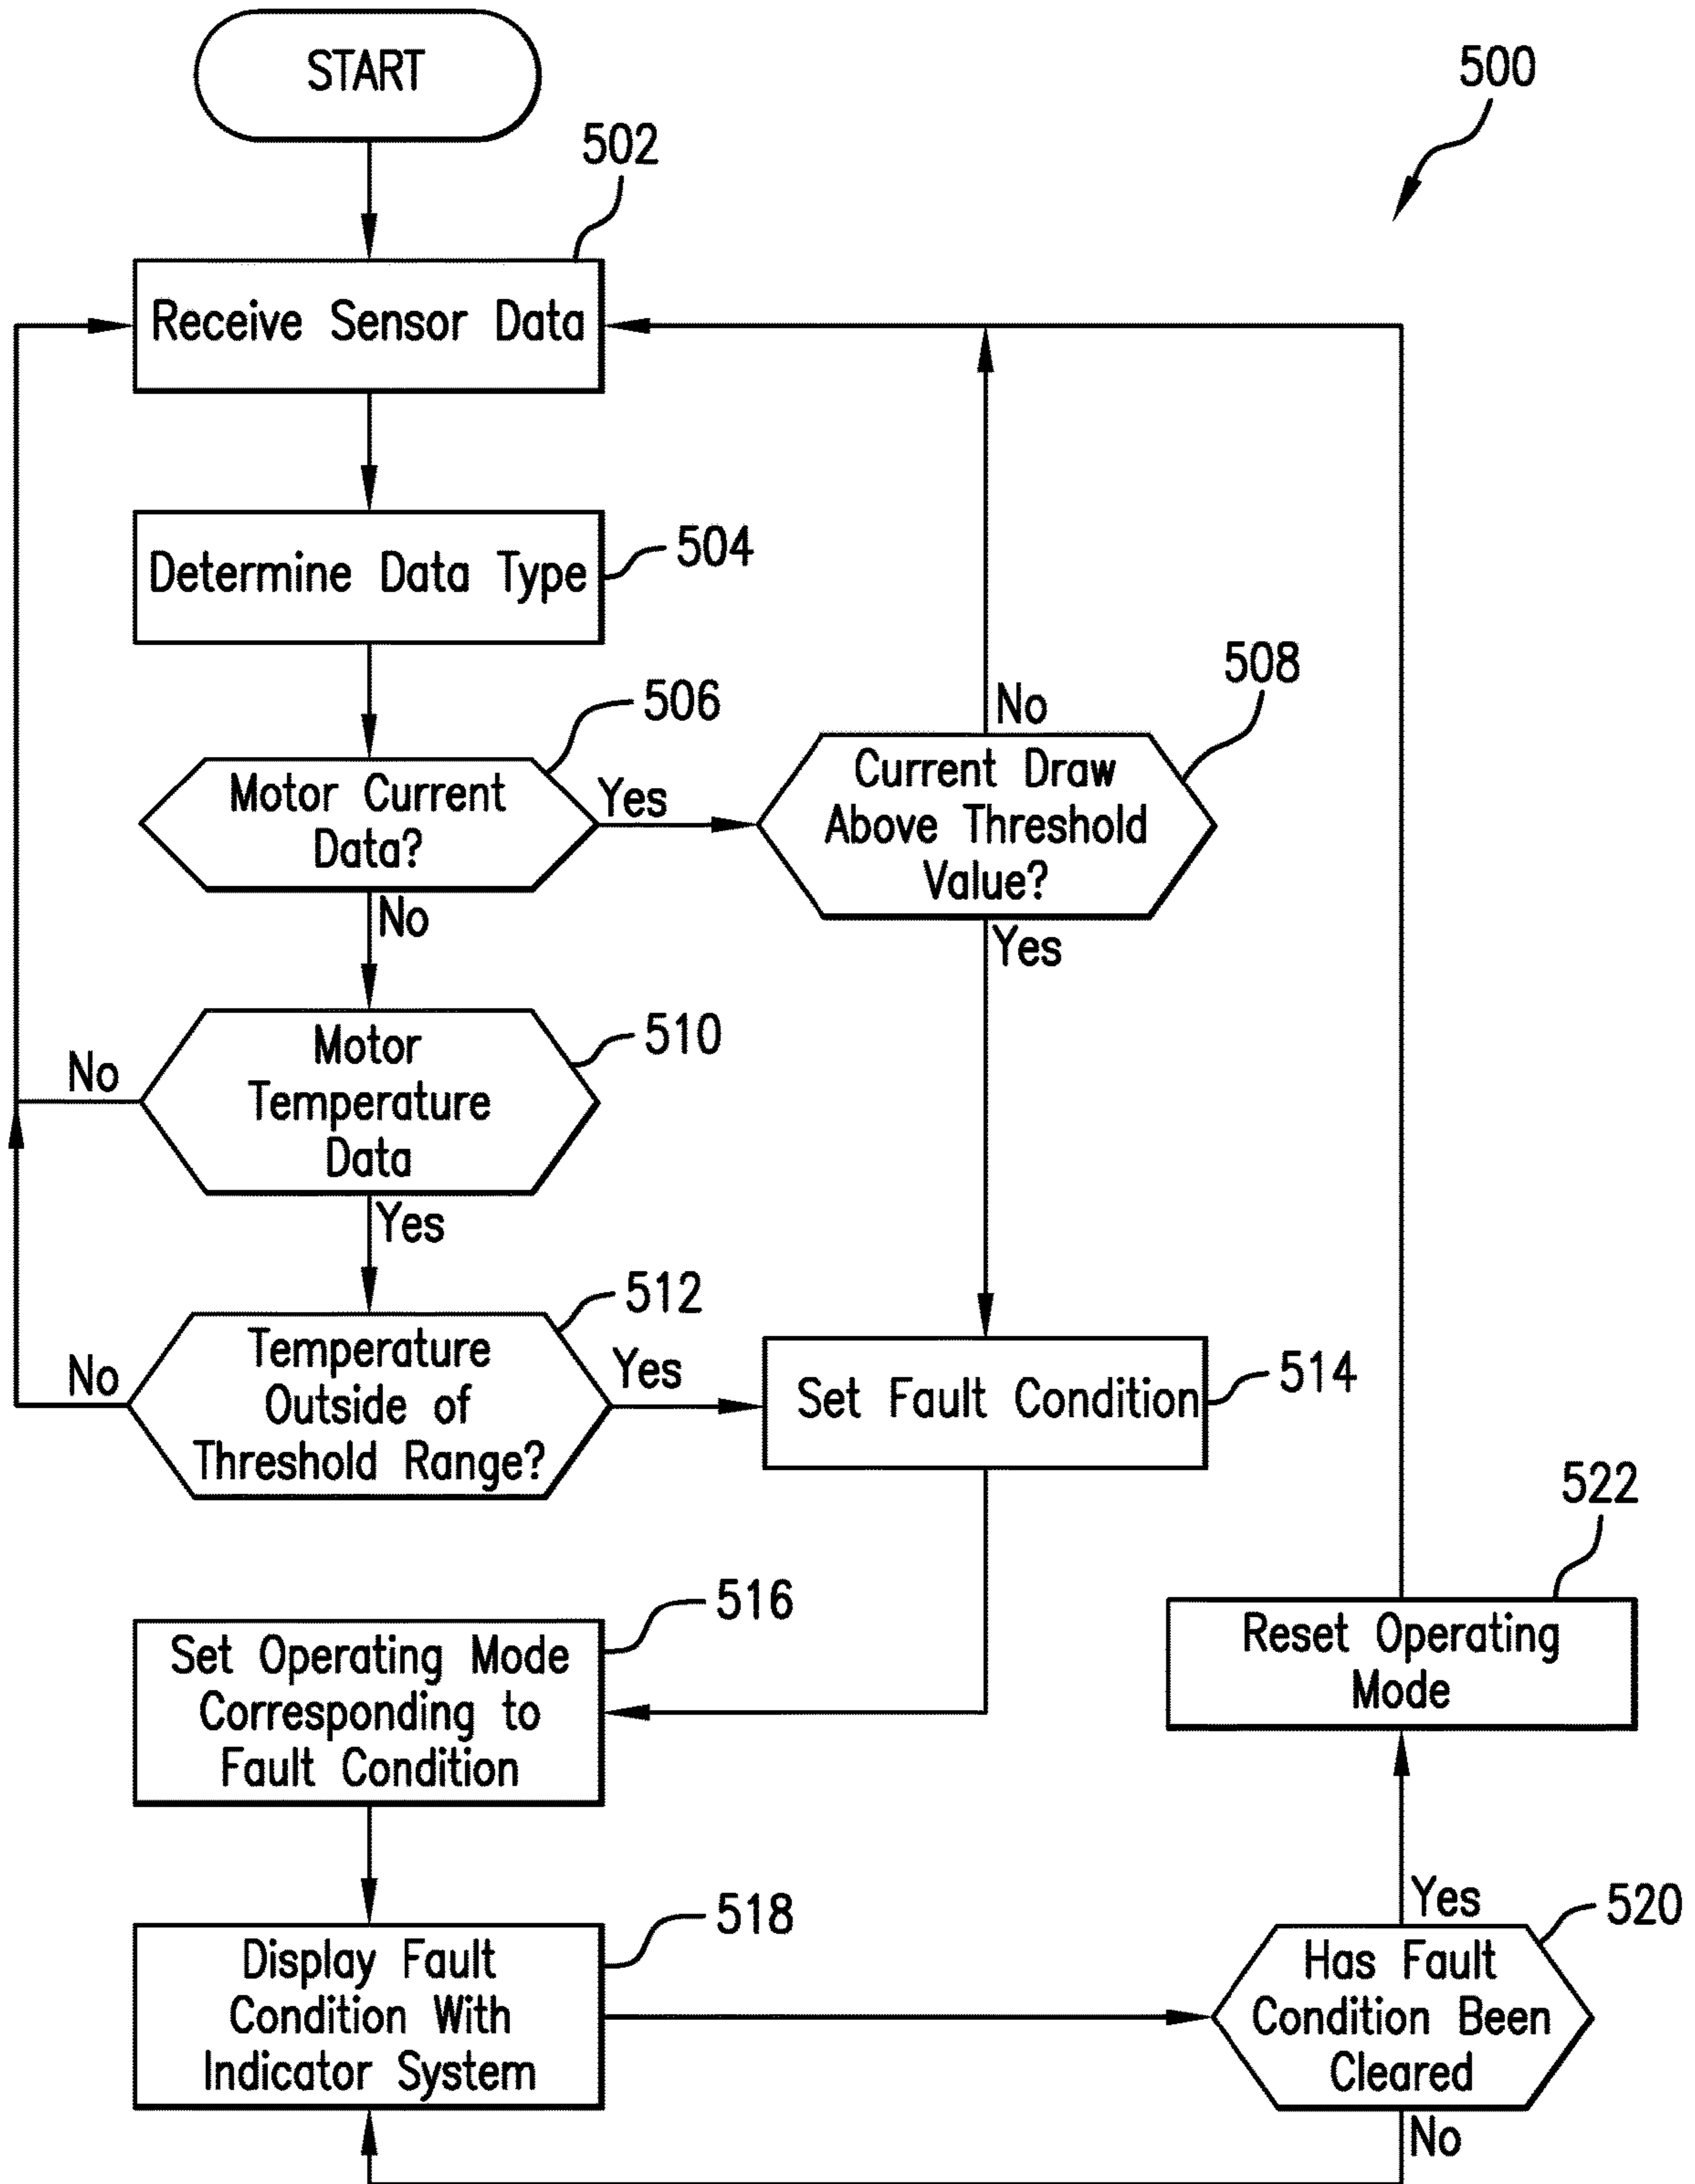 START
500
502
Receive Sensor Data
Determine Data Type
504
506
Motor Current
Data?
Yes
No
508
No
Current Draw
Above Threshold
Value?
Yes
510
Motor
Temperature
Data
No
Yes
512
Temperature
Outside of
Threshold Range?
No
Yes
Set Fault Condition
514
516
Set Operating Mode
Corresponding to
Fault Condition
522
Reset Operating
Mode
518
Display Fault
Condition With
Indicator System
Yes
520
Has Fault
Condition Been
Cleared
No